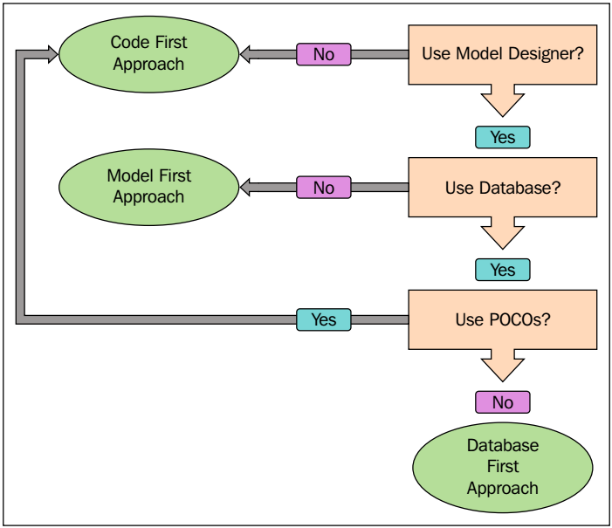 Code First
Approach
No
Use Model Designer?
Yes
Model First
Approach
No
Use Database?
Yes
Yes
Use POCOs?
No
Database
First
Approach